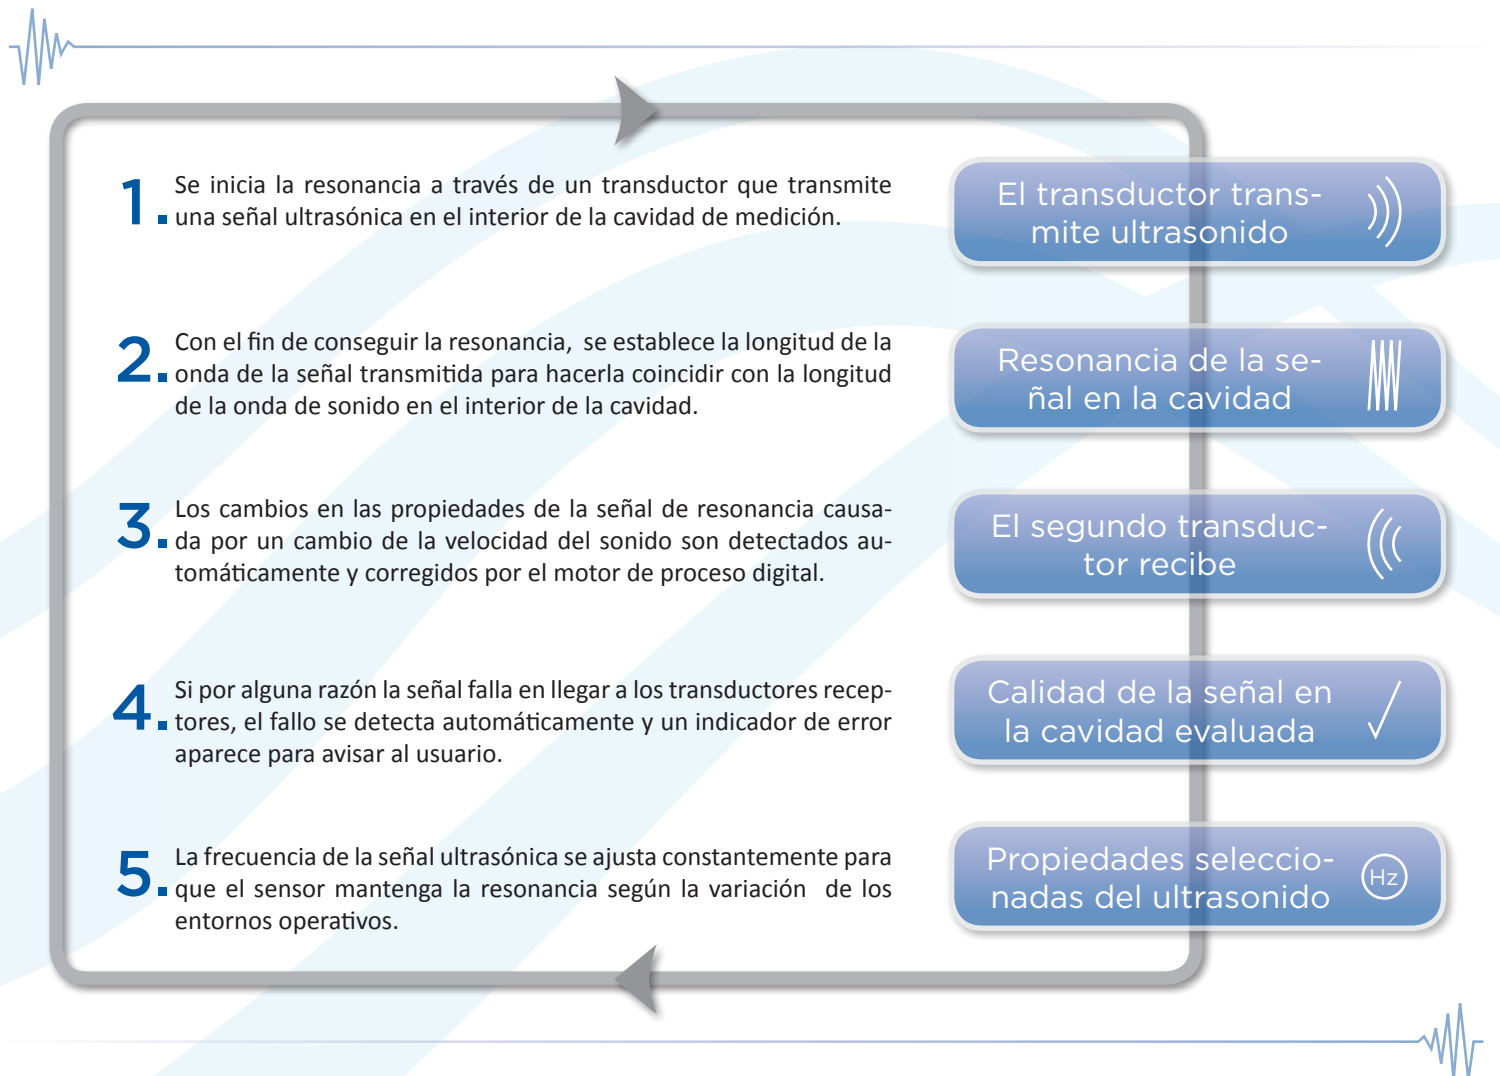 1. Se inicia la resonancia a través de un transductor que transmite
una señal ultrasónica en el interior de la cavidad de medición.
El transductor trans-
mite ultrasonido
2. Con el fin de conseguir la resonancia, se establece la longitud de la
onda de la señal transmitida para hacerla coincidir con la longitud
de la onda de sonido en el interior de la cavidad.
Resonancia de la se-
ñal en la cavidad
3. Los cambios en las propiedades de la señal de resonancia causa-
da por un cambio de la velocidad del sonido son detectados au-
tomáticamente y corregidos por el motor de proceso digital.
El segundo transduc-
tor recibe
4. Si por alguna razón la señal falla en llegar a los transductores recep-
tores, el fallo se detecta automáticamente y un indicador de error
aparece para avisar al usuario.
Calidad de la señal en
la cavidad evaluada
5. La frecuencia de la señal ultrasónica se ajusta constantemente para
que el sensor mantenga la resonancia según la variación de los
entornos operativos.
Propiedades seleccio-
nadas del ultrasonido
Hz